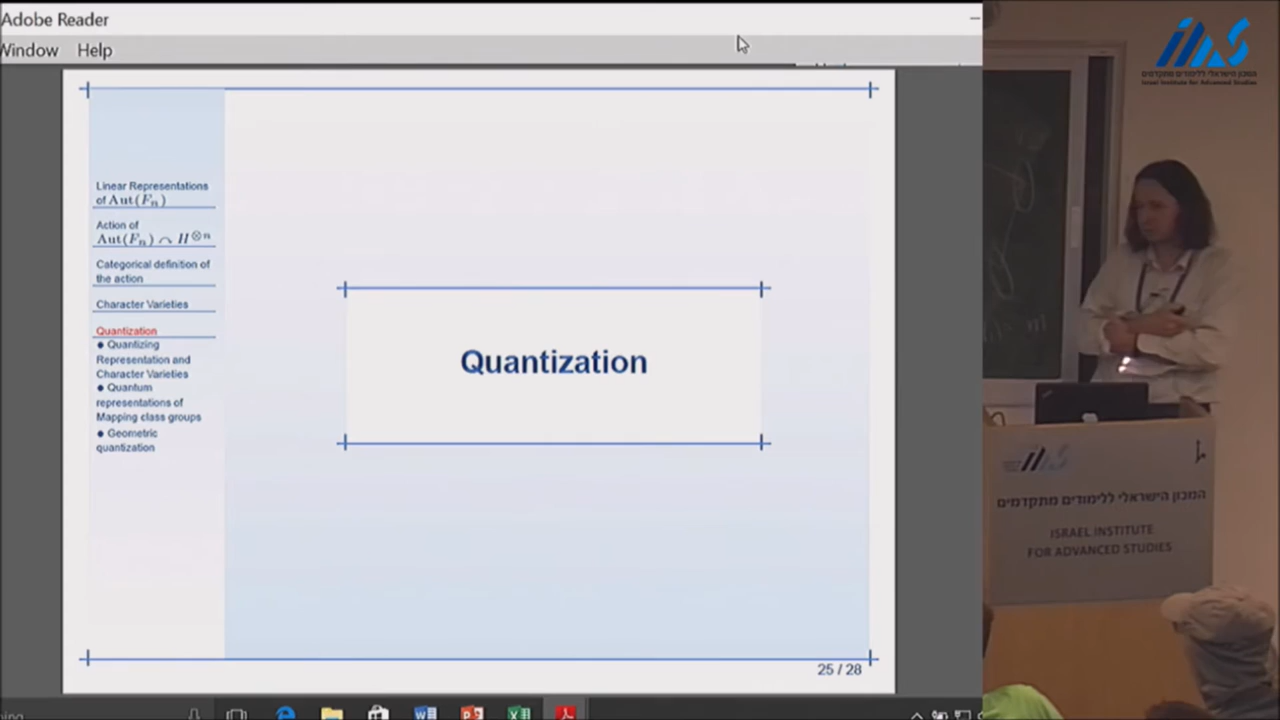 Adobe Reader
Window Help
Linear Representations
of Aut(Fₙ)
Action of
Aut(Fₙ) ⌒ H^⊗n
Categorical definition of
the action
Character Varieties
Quantization
● Quantizing
Representation and
Character Varieties
● Quantum
representations of
Mapping class groups
● Geometric
quantization
Quantization
25 / 28
המכון הישראלי ללימודים מתקדמים
Israel Institute for Advanced Studies
המכון הישראלי ללימודים מתקדמים
ISRAEL INSTITUTE
FOR ADVANCED STUDIES